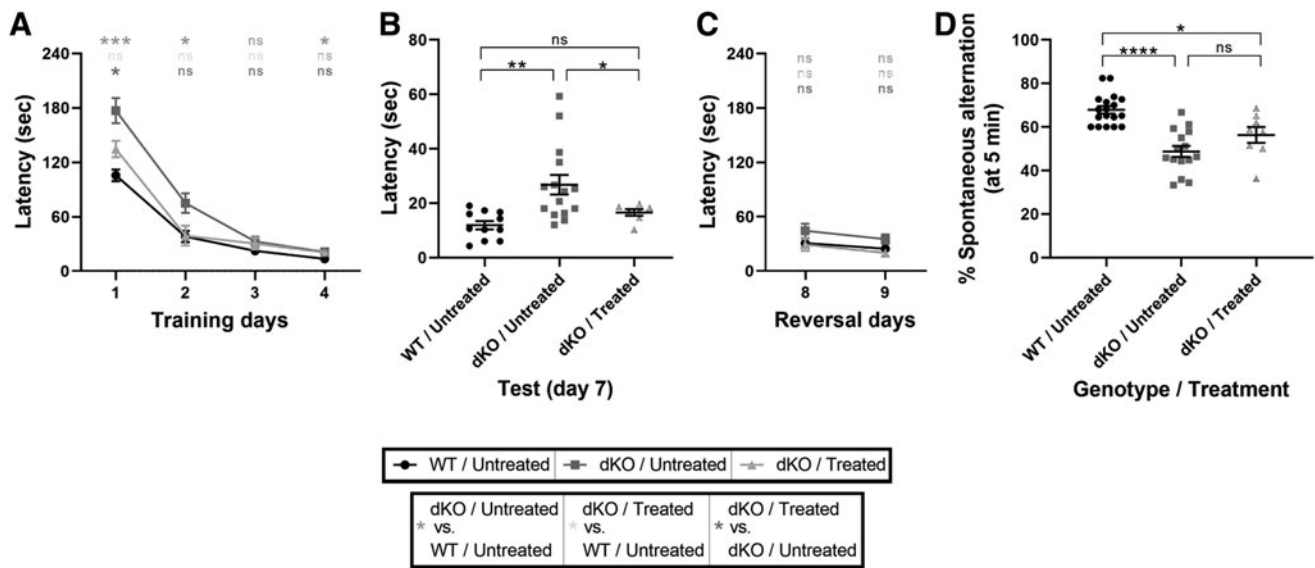 A
240
180
120
60
0
Latency (sec)
*** * ns *
ns ns ns ns
* ns ns ns
1 2 3 4
Training days
B
80
60
40
20
0
Latency (sec)
ns
** *
WT / Untreated
dKO / Untreated
dKO / Treated
Test (day 7)
C
240
180
120
60
0
Latency (sec)
ns ns
ns ns
ns ns
8 9
Reversal days
D
100
80
60
40
20
0
% Spontaneous alternation
(at 5 min)
*
**** ns
WT / Untreated
dKO / Untreated
dKO / Treated
Genotype / Treatment
WT / Untreated dKO / Untreated dKO / Treated
dKO / Untreated
* vs.
WT / Untreated
dKO / Treated
* vs.
WT / Untreated
dKO / Treated
* vs.
dKO / Untreated